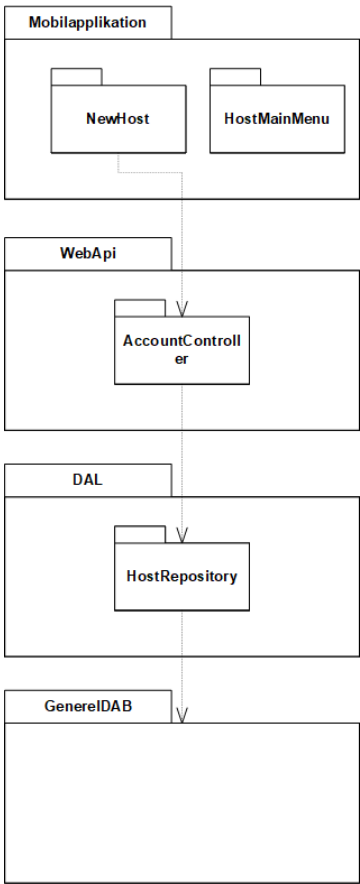 Mobilapplikation
NewHost
HostMainMenu
WebApi
AccountControll
er
DAL
HostRepository
GenerelDAB